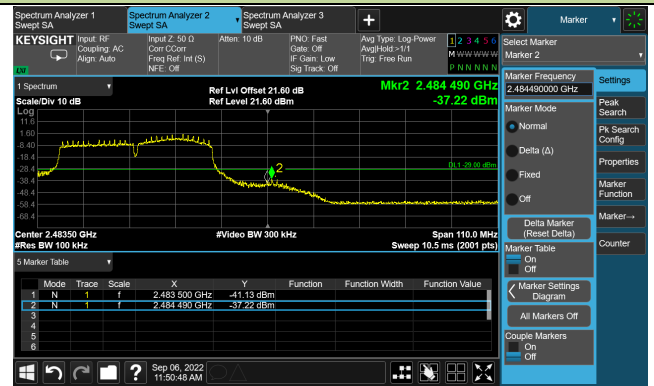 Spectrum Analyzer 1
Swept SA
Spectrum Analyzer 2
Swept SA
Spectrum Analyzer 3
Swept SA
Marker
KEYSIGHT
Input: RF
Coupling: AC
Align: Auto
Input Z: 50 Ω
Corr CCorr
Freq Ref: Int (S)
NFE: Off
Atten: 10 dB
PNO: Fast
Gate: Off
IF Gain: Low
Sig Track: Off
Avg Type: Log-Power
Avg|Hold:>1/1
Trig: Free Run
1 2 3 4 5 6
M W W W W W
P N N N N N
LXI
Select Marker
Marker 2
1 Spectrum
Scale/Div 10 dB
Log
Ref Lvl Offset 21.60 dB
Ref Level 21.60 dBm
Mkr2 2.484 490 GHz
-37.22 dBm
11.6
1.60
-8.40
-18.4
-28.4
-38.4
-48.4
-58.4
-68.4
2
DL1 -29.00 dBm
Center 2.48350 GHz
#Res BW 100 kHz
#Video BW 300 kHz
Span 110.0 MHz
Sweep 10.5 ms (2001 pts)
5 Marker Table
Mode Trace Scale X Y Function Function Width Function Value
1 N 1 f 2.483 500 GHz -41.13 dBm
2 N 1 f 2.484 490 GHz -37.22 dBm
3
4
5
6
Marker Frequency
2.484490000 GHz
Marker Mode
Normal
Delta (Δ)
Fixed
Off
Delta Marker
(Reset Delta)
Marker Table
On
Off
Marker Settings
Diagram
All Markers Off
Couple Markers
On
Off
Settings
Peak
Search
Pk Search
Config
Properties
Marker
Function
Marker→
Counter
?
Sep 06, 2022
11:50:48 AM